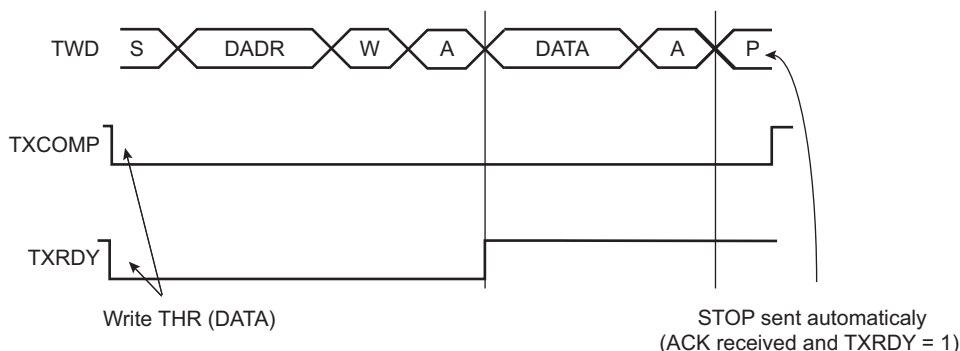 TWD S DADR W A DATA A P
TXCOMP
TXRDY
Write THR (DATA)
STOP sent automaticaly
(ACK received and TXRDY = 1)